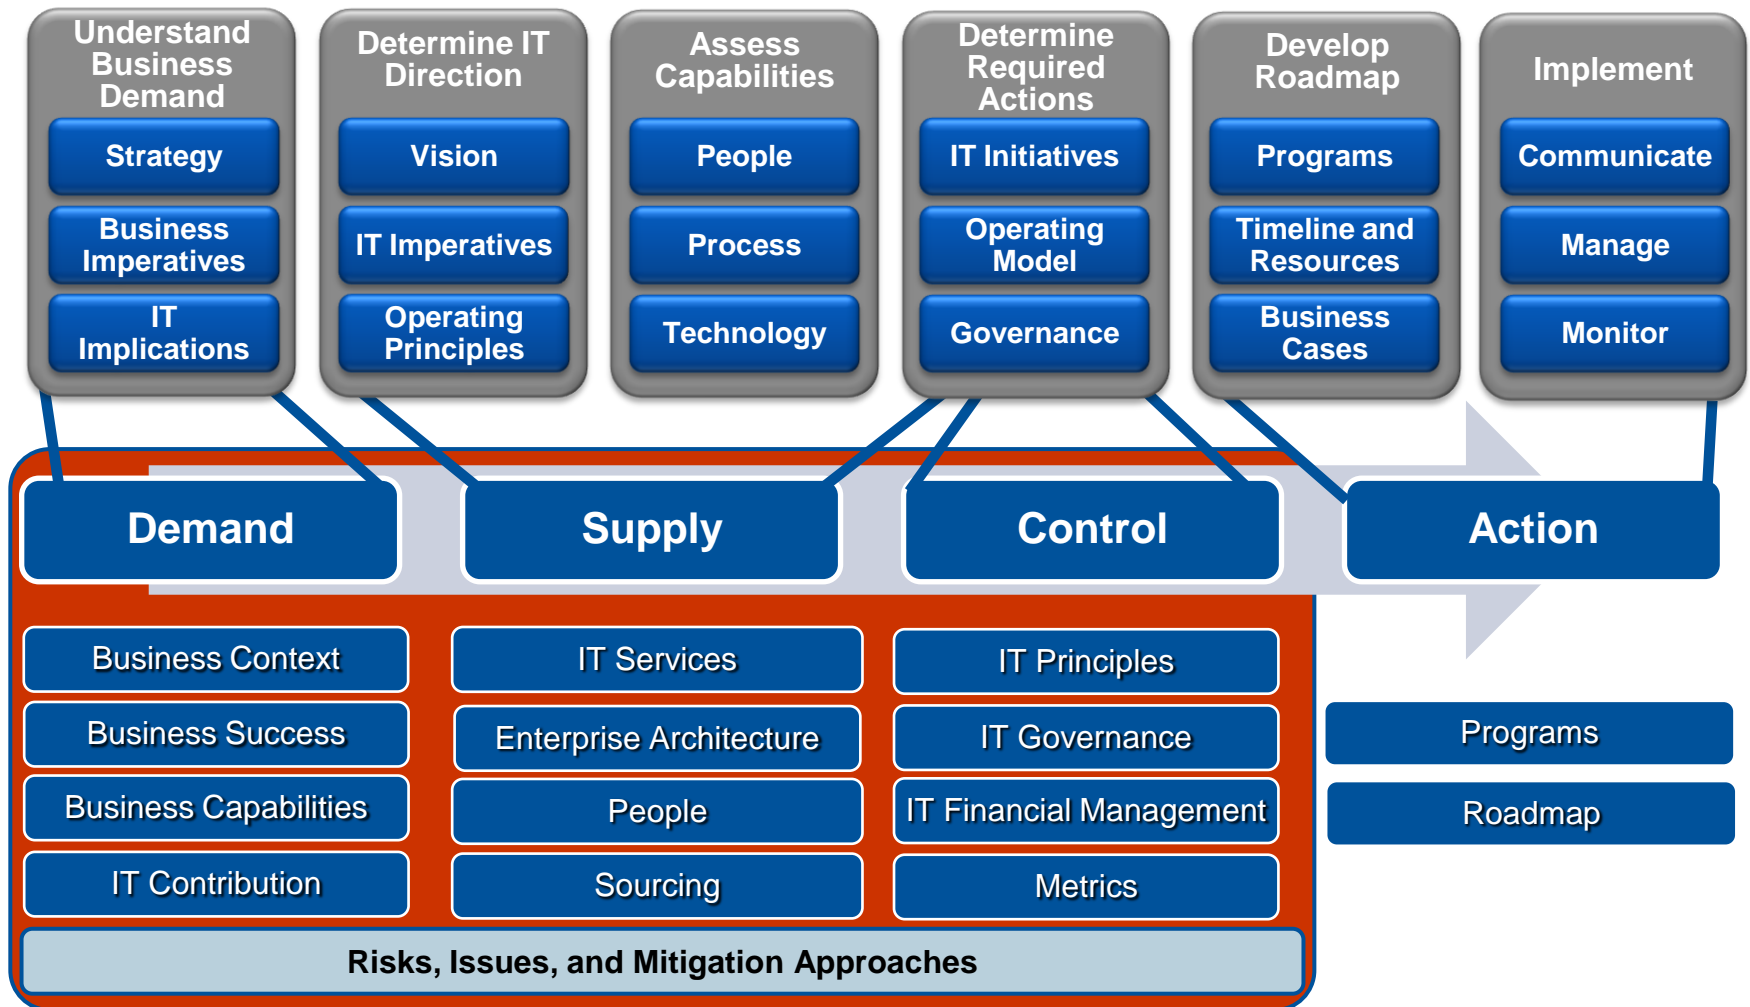 Understand
Business
Demand
Strategy
Business
Imperatives
IT
Implications
Determine IT
Direction
Vision
IT Imperatives
Operating
Principles
Assess
Capabilities
People
Process
Technology
Determine
Required
Actions
IT Initiatives
Operating
Model
Governance
Develop
Roadmap
Programs
Timeline and
Resources
Business
Cases
Implement
Communicate
Manage
Monitor
Demand
Supply
Control
Action
Business Context
Business Success
Business Capabilities
IT Contribution
IT Services
Enterprise Architecture
People
Sourcing
IT Principles
IT Governance
IT Financial Management
Metrics
Programs
Roadmap
Risks, Issues, and Mitigation Approaches